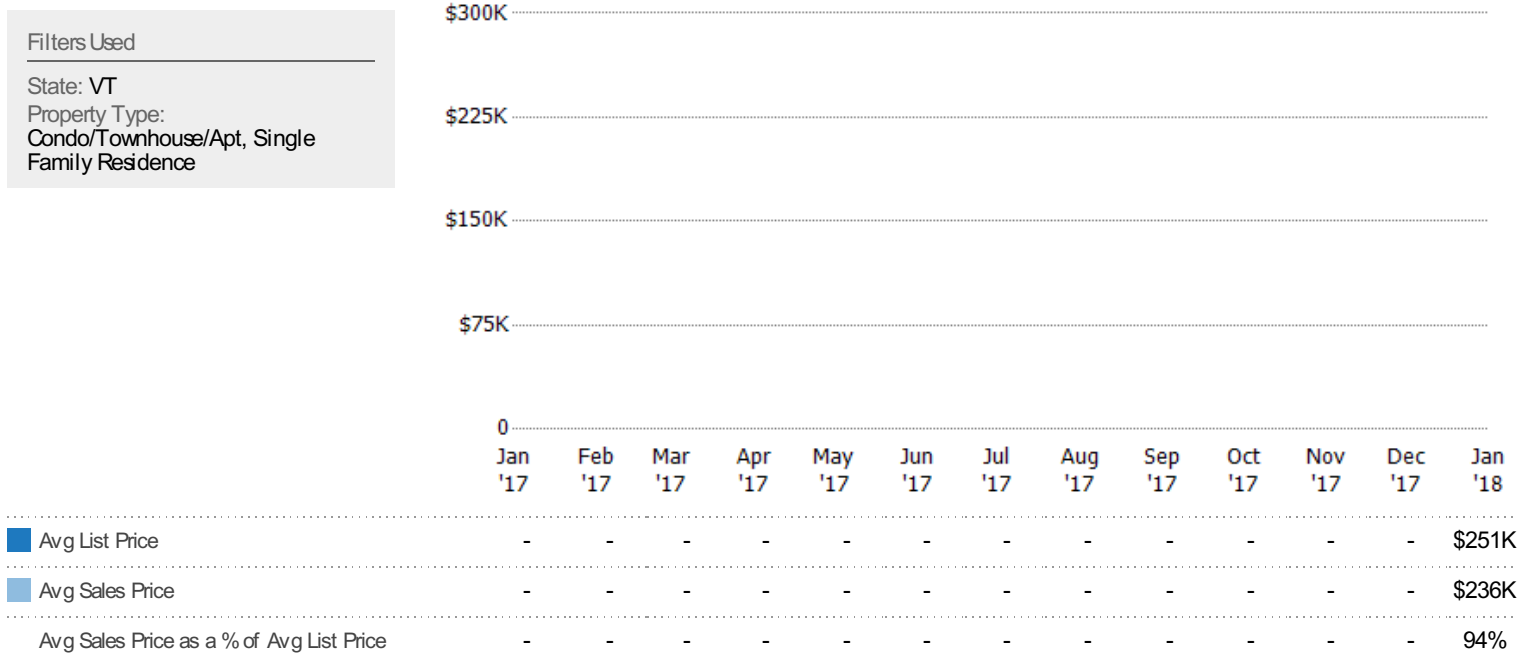 Filters Used
State: VT
Property Type:
Condo/Townhouse/Apt, Single
Family Residence
$300K
$225K
$150K
$75K
0
Jan Feb Mar Apr May Jun Jul Aug Sep Oct Nov Dec Jan
'17 '17 '17 '17 '17 '17 '17 '17 '17 '17 '17 '17 '18
Avg List Price - - - - - - - - - - - - $251K
Avg Sales Price - - - - - - - - - - - - $236K
Avg Sales Price as a % of Avg List Price - - - - - - - - - - - - 94%